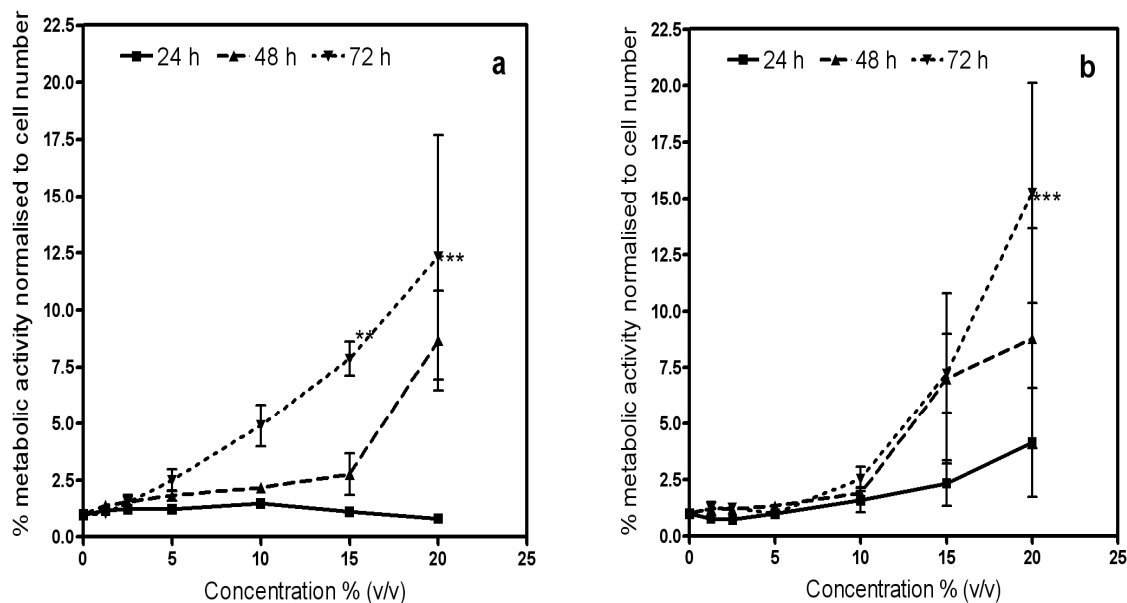 % metabolic activity normalised to cell number
22.5
20.0
17.5
15.0
12.5
10.0
7.5
5.0
2.5
0.0
24 h 48 h 72 h
a
***
**
0 5 10 15 20 25
Concentration % (v/v)
% metabolic activity normalised to cell number
22.5
20.0
17.5
15.0
12.5
10.0
7.5
5.0
2.5
0.0
24 h 48 h 72 h
b
***
0 5 10 15 20 25
Concentration % (v/v)